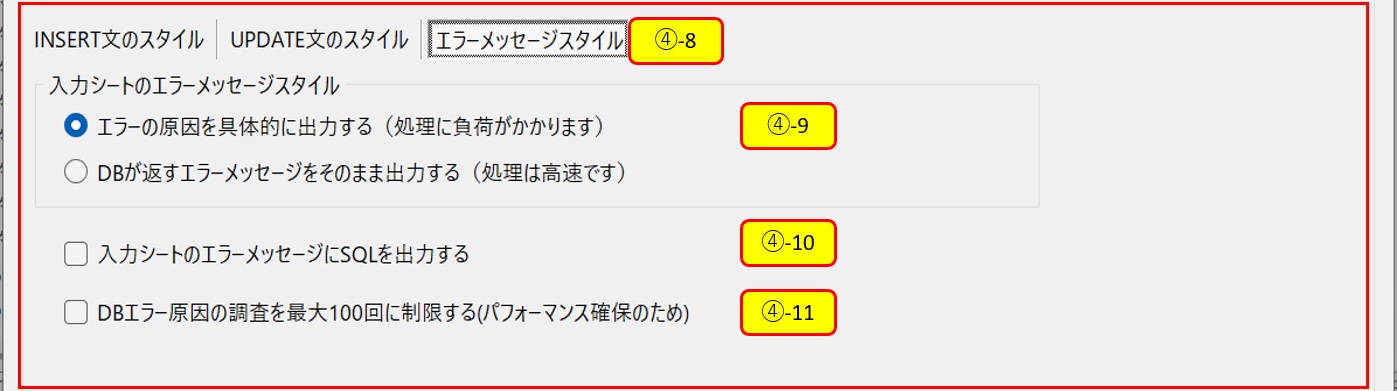 INSERT文のスタイル UPDATE文のスタイル エラーメッセージスタイル ④-8
入力シートのエラーメッセージスタイル
エラーの原因を具体的に出力する（処理に負荷がかかります） ④-9
DBが返すエラーメッセージをそのまま出力する（処理は高速です）
入力シートのエラーメッセージにSQLを出力する ④-10
DBエラー原因の調査を最大100回に制限する(パフォーマンス確保のため) ④-11